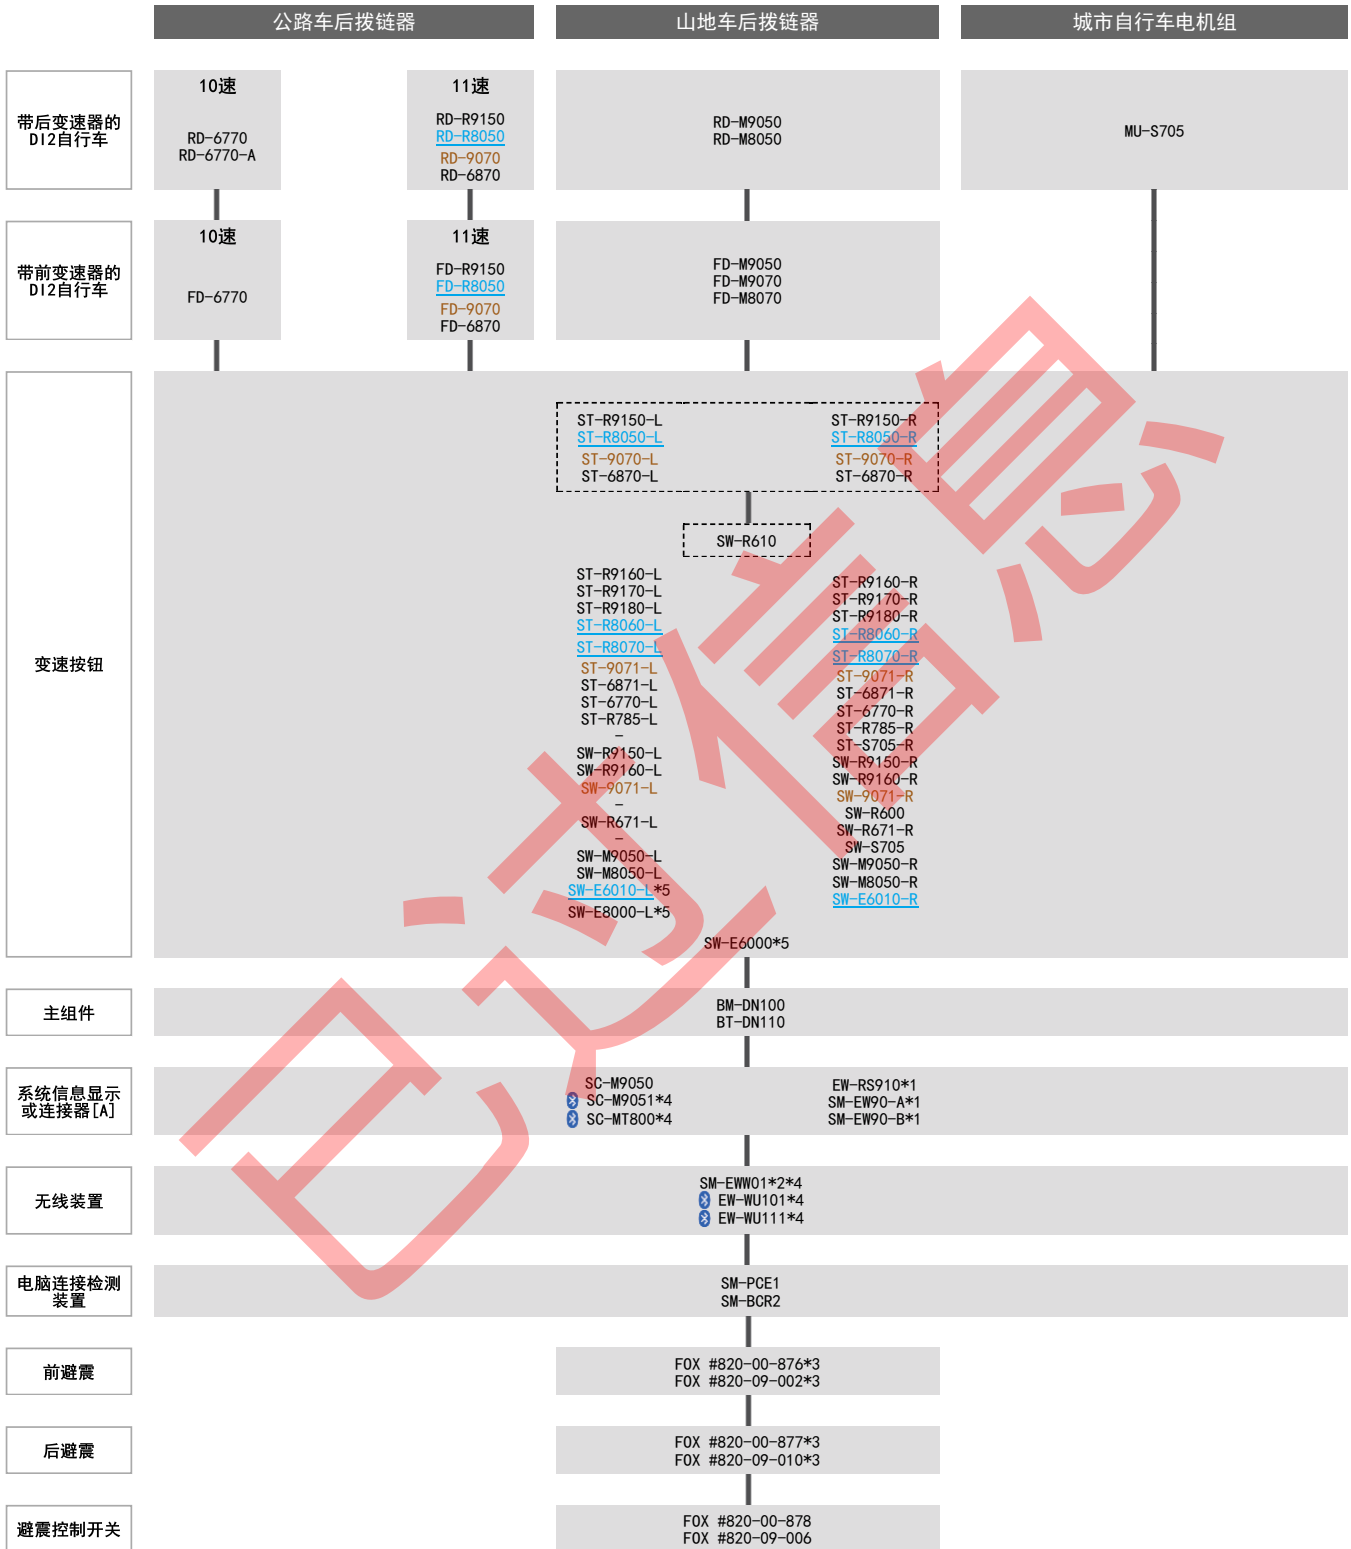 公路车后拨链器
山地车后拨链器
城市自行车电机组
带后变速器的
DI2自行车
10速
RD-6770
RD-6770-A
11速
RD-R9150
RD-R8050
RD-9070
RD-6870
RD-M9050
RD-M8050
MU-S705
带前变速器的
DI2自行车
10速
FD-6770
11速
FD-R9150
FD-R8050
FD-9070
FD-6870
FD-M9050
FD-M9070
FD-M8070
变速按钮
ST-R9150-L
ST-R8050-L
ST-9070-L
ST-6870-L
ST-R9150-R
ST-R8050-R
ST-9070-R
ST-6870-R
SW-R610
ST-R9160-L
ST-R9170-L
ST-R9180-L
ST-R8060-L
ST-R8070-L
ST-9071-L
ST-6871-L
ST-6770-L
ST-R785-L
-
SW-R9150-L
SW-R9160-L
SW-9071-L
-
SW-R671-L
-
SW-M9050-L
SW-M8050-L
SW-E6010-L*5
SW-E8000-L*5
ST-R9160-R
ST-R9170-R
ST-R9180-R
ST-R8060-R
ST-R8070-R
ST-9071-R
ST-6871-R
ST-6770-R
ST-R785-R
ST-S705-R
SW-R9150-R
SW-R9160-R
SW-9071-R
SW-R600
SW-R671-R
SW-S705
SW-M9050-R
SW-M8050-R
SW-E6010-R
SW-E6000*5
主组件
BM-DN100
BT-DN110
系统信息显示
或连接器[A]
SC-M9050
SC-M9051*4
SC-MT800*4
EW-RS910*1
SM-EW90-A*1
SM-EW90-B*1
无线装置
SM-EWW01*2*4
EW-WU101*4
EW-WU111*4
电脑连接检测
装置
SM-PCE1
SM-BCR2
前避震
FOX #820-00-876*3
FOX #820-09-002*3
后避震
FOX #820-00-877*3
FOX #820-09-010*3
避震控制开关
FOX #820-00-878
FOX #820-09-006
已过信息